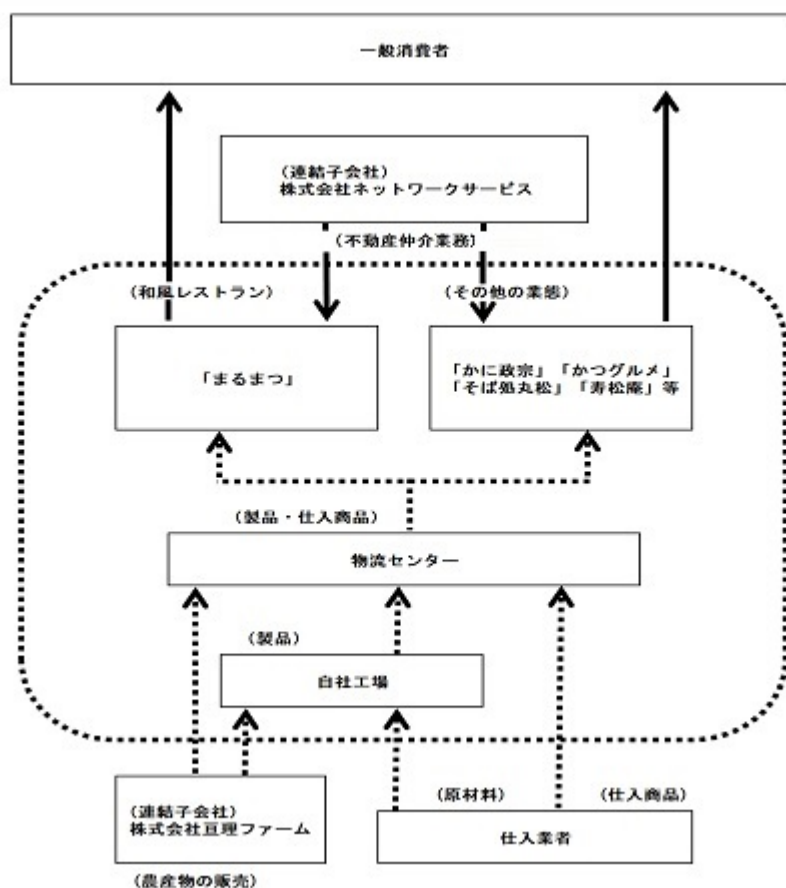 一般消費者
(連結子会社)
株式会社ネットワークサービス
(不動産仲介業務)
(和風レストラン)
(その他の業態)
「まるまつ」
「かに政宗」「かつグルメ」
「そば処丸松」「寿松庵」等
(製品・仕入商品)
物流センター
(製品)
自社工場
(連結子会社)
株式会社亘理ファーム
(農産物の販売)
(原材料)
(仕入商品)
仕入業者